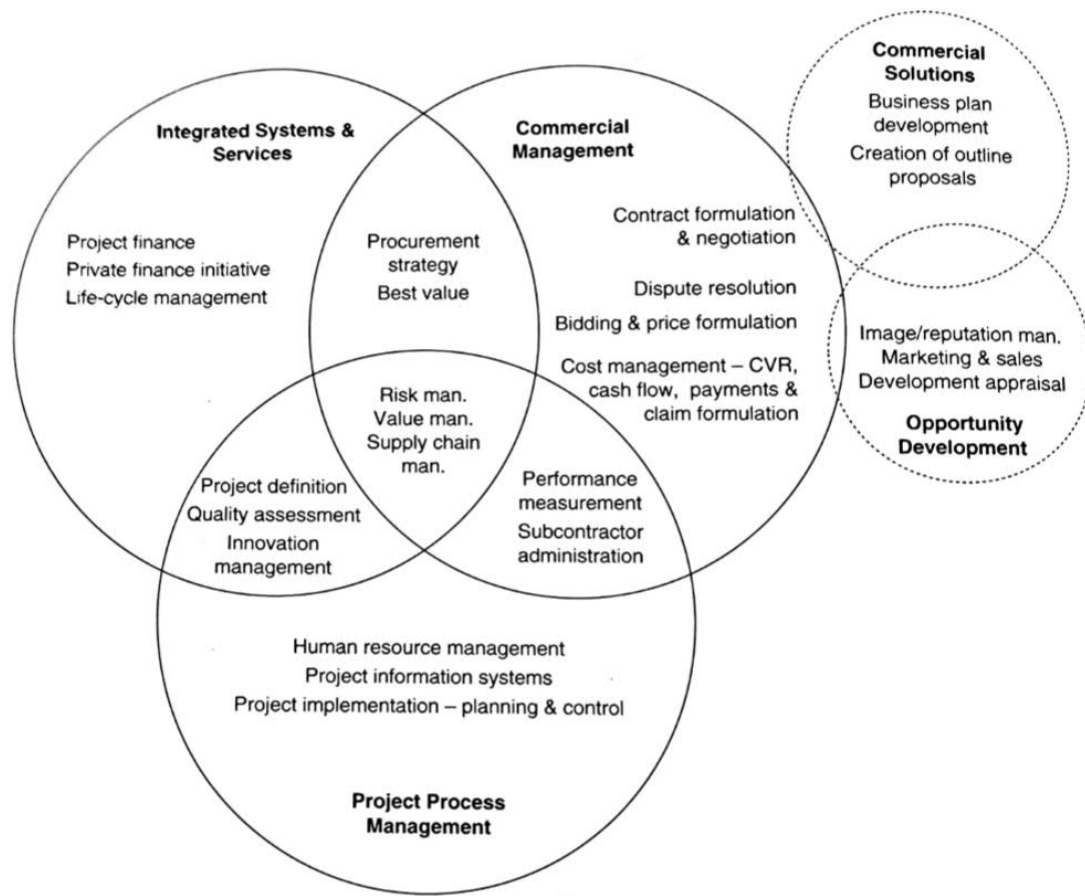 Commercial
Solutions
Business plan
development
Creation of outline
proposals
Integrated Systems &
Services
Commercial
Management
Project finance
Private finance initiative
Life-cycle management
Procurement
strategy
Best value
Contract formulation
& negotiation
Dispute resolution
Bidding & price formulation
Cost management – CVR,
cash flow, payments &
claim formulation
Image/reputation man.
Marketing & sales
Development appraisal
Opportunity
Development
Risk man.
Value man.
Supply chain
man.
Project definition
Quality assessment
Innovation
management
Performance
measurement
Subcontractor
administration
Human resource management
Project information systems
Project implementation – planning & control
Project Process
Management